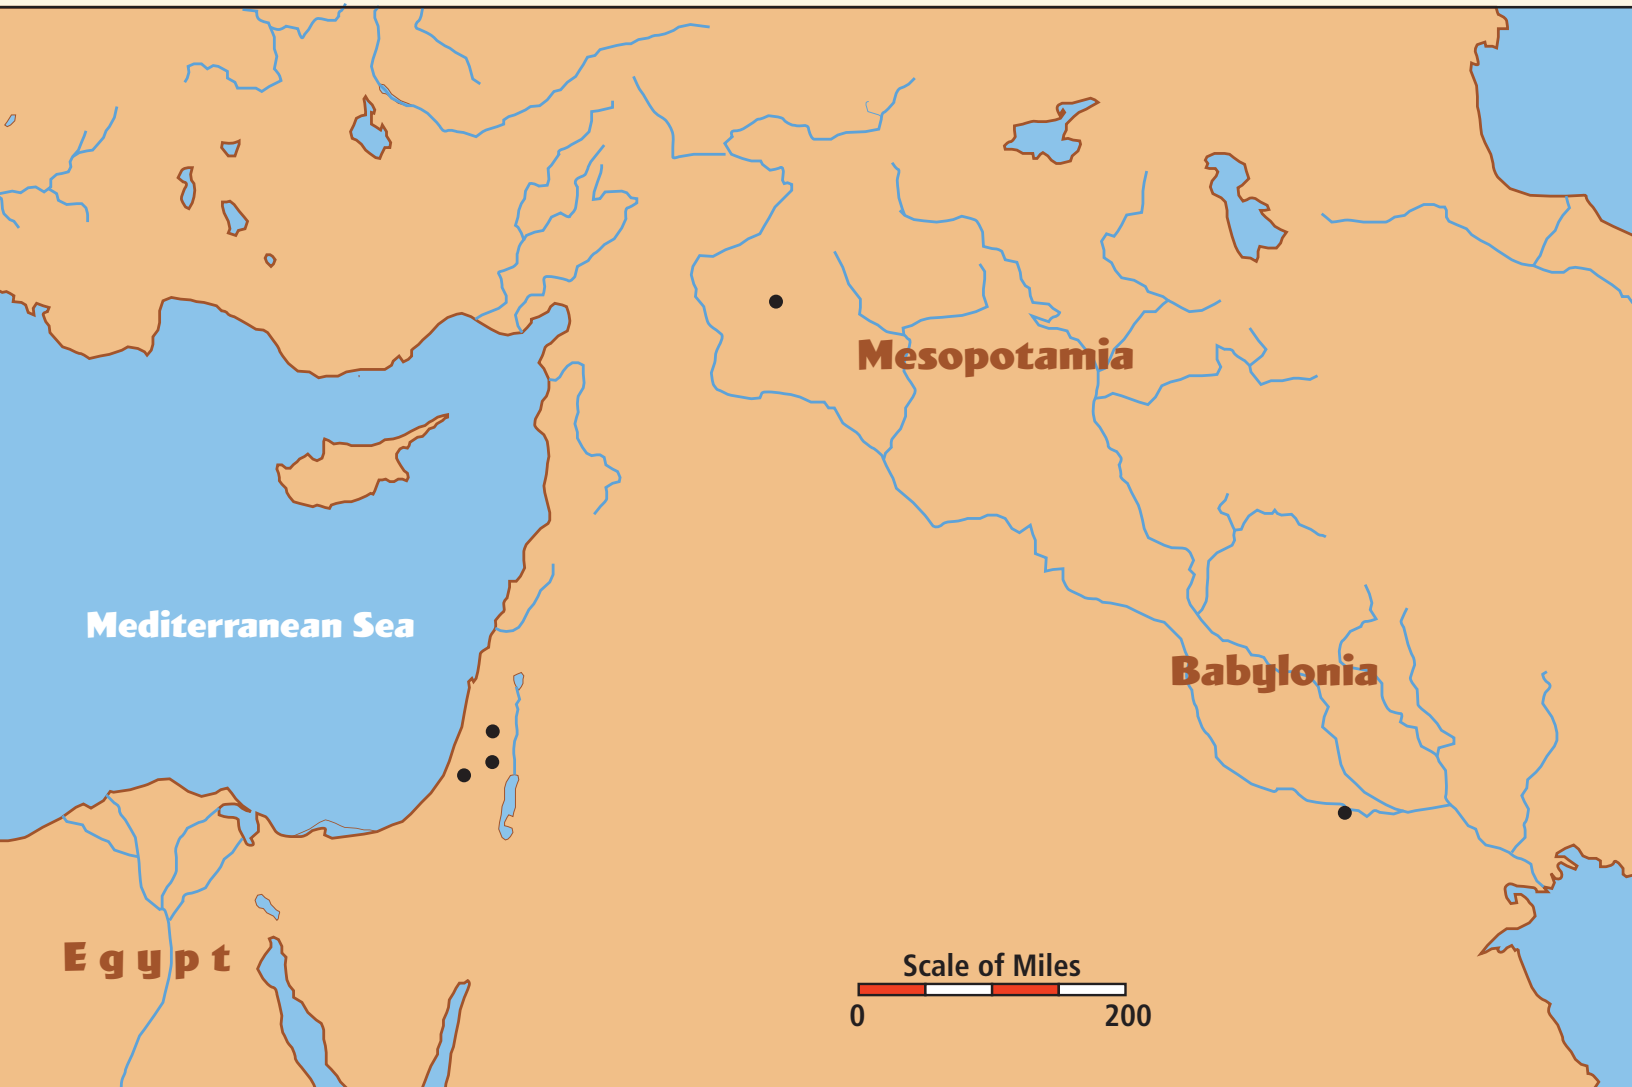 Mesopotamia
Mediterranean Sea
Babylonia
Egypt
Scale of Miles
0 200